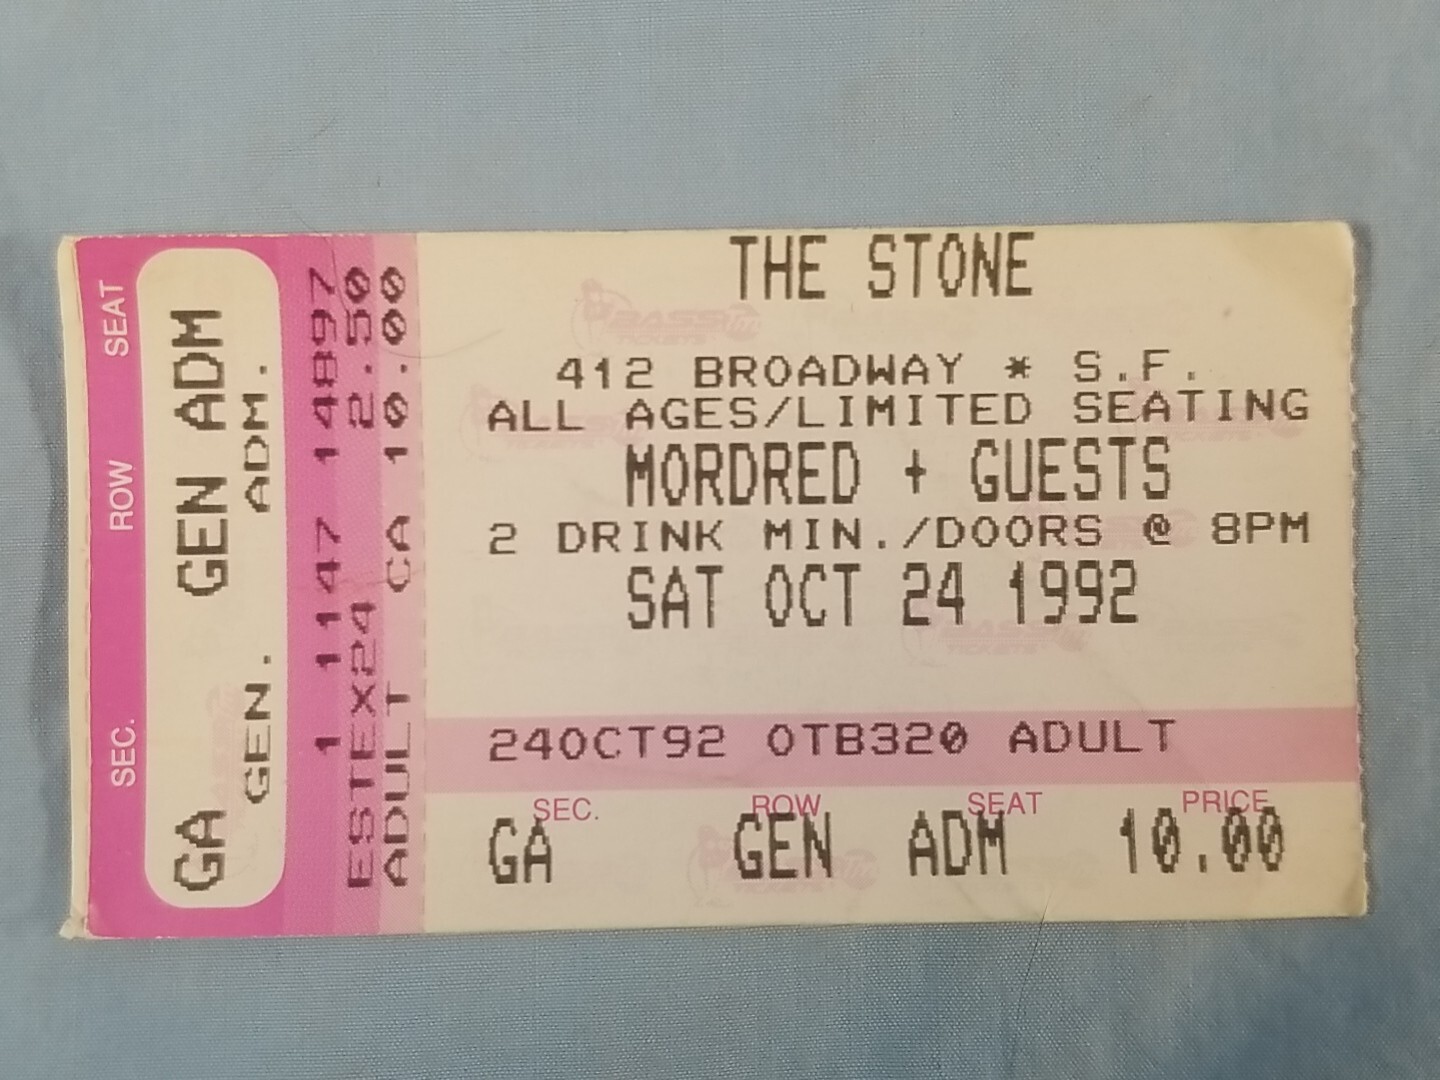 THE STONE
412 BROADWAY * S.F.
ALL AGES/LIMITED SEATING
MORDRED + GUESTS
2 DRINK MIN./DOORS @ 8PM
SAT OCT 24 1992
24OCT92 OTB320 ADULT
SEC. ROW SEAT PRICE
GA GEN ADM 10.00
SEC. ROW SEAT
GA GEN ADM
GEN. ADM.
1 1147 14897
ESTEX24 2.50
ADULT CA 10.00
BASS TICKETS